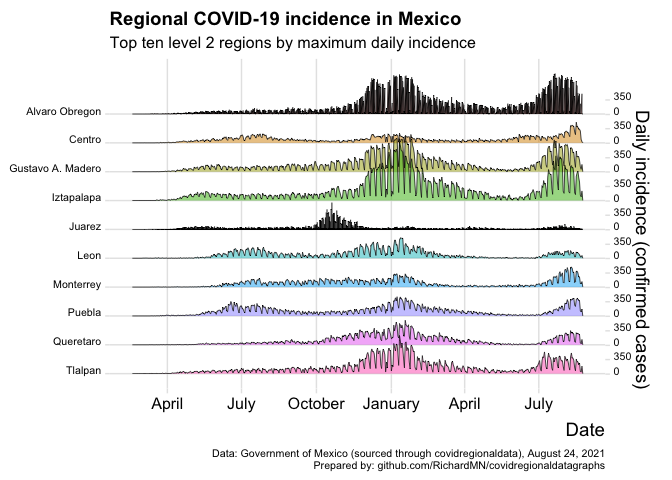 Regional COVID-19 incidence in Mexico
Top ten level 2 regions by maximum daily incidence
Alvaro Obregon
350
0
Centro
350
0
Gustavo A. Madero
350
0
Iztapalapa
350
0
Juarez
350
0
Leon
350
0
Monterrey
350
0
Puebla
350
0
Queretaro
350
0
Tlalpan
350
0
Daily incidence (confirmed cases)
April July October January April July
Date
Data: Government of Mexico (sourced through covidregionaldata), August 24, 2021
Prepared by: github.com/RichardMN/covidregionaldatagraphs